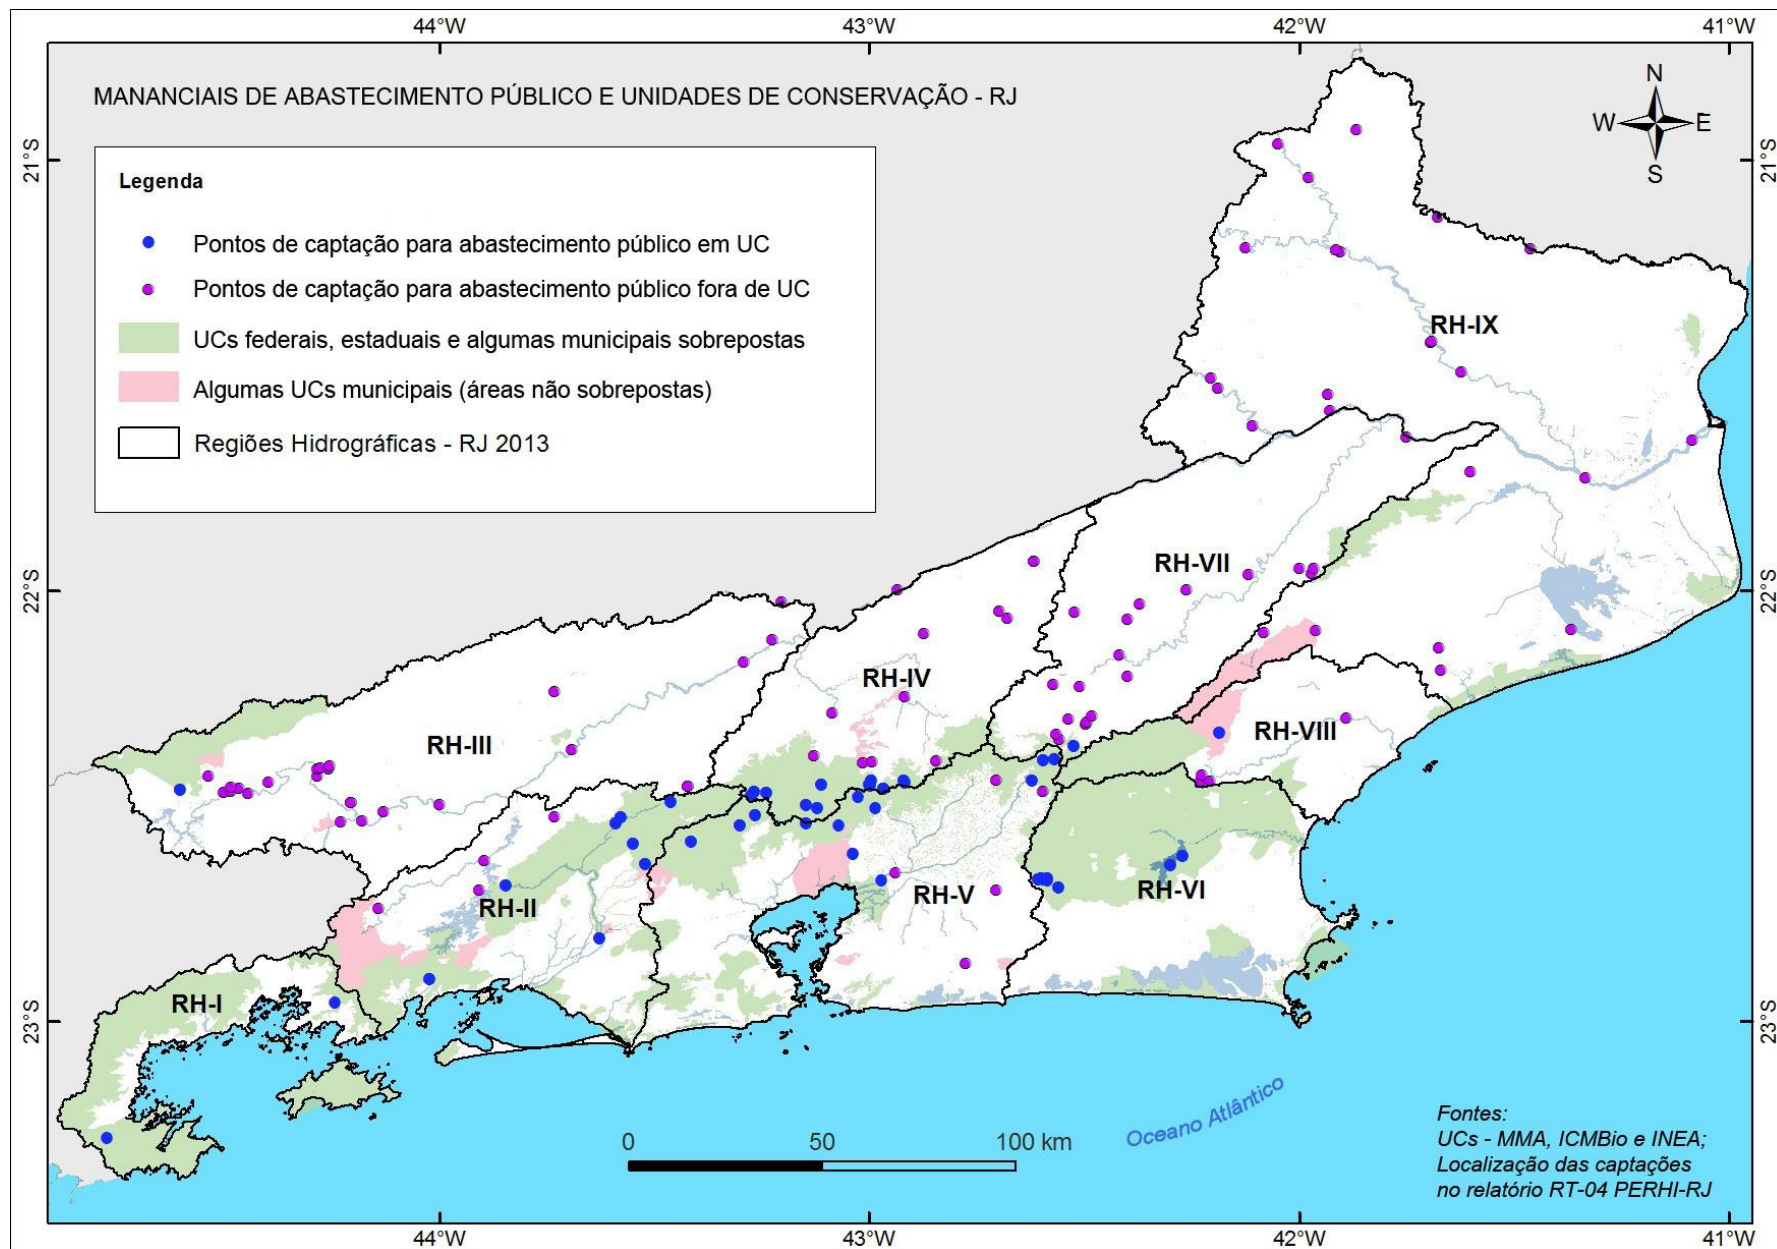 44°W 43°W 42°W 41°W
MANANCIAIS DE ABASTECIMENTO PÚBLICO E UNIDADES DE CONSERVAÇÃO - RJ
N
W E
S
21°S 21°S
Legenda
Pontos de captação para abastecimento público em UC
Pontos de captação para abastecimento público fora de UC
UCs federais, estaduais e algumas municipais sobrepostas
Algumas UCs municipais (áreas não sobrepostas)
Regiões Hidrográficas - RJ 2013
RH-IX
RH-VII
22°S 22°S
RH-IV
RH-III
RH-VIII
RH-VI
RH-V
RH-II
RH-I
23°S 23°S
Oceano Atlântico
0 50 100 km
Fontes:
UCs - MMA, ICMBio e INEA;
Localização das captações
no relatório RT-04 PERHI-RJ
44°W 43°W 42°W 41°W